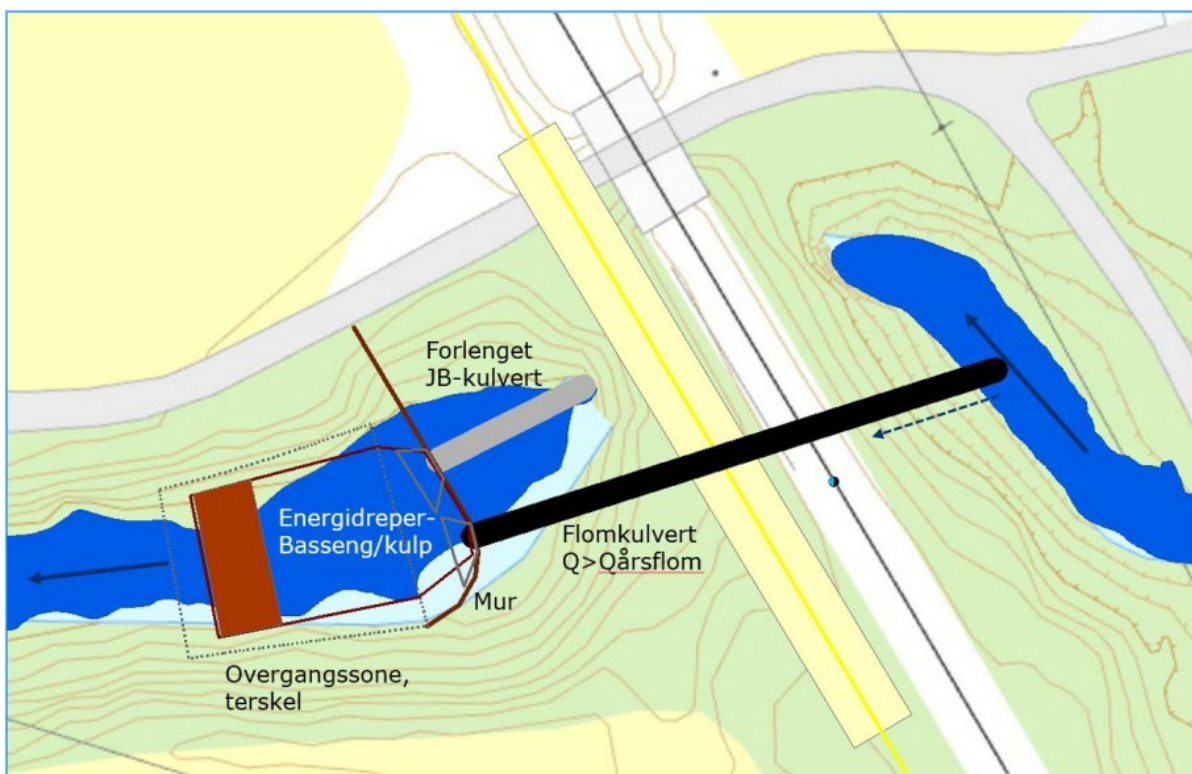 Forlenget
JB-kulvert
Energidreper-
Basseng/kulp
Flomkulvert
Q>Qårsflom
Mur
Overgangssone,
terskel